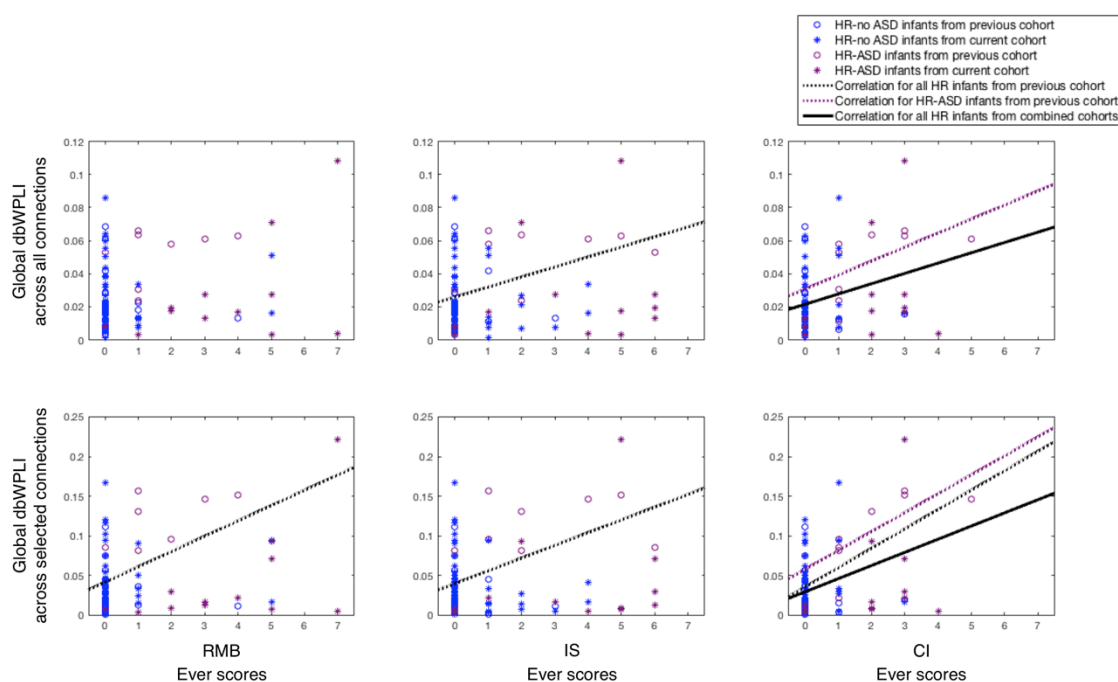 HR-no ASD infants from previous cohort
HR-no ASD infants from current cohort
HR-ASD infants from previous cohort
HR-ASD infants from current cohort
Correlation for all HR infants from previous cohort
Correlation for HR-ASD infants from previous cohort
Correlation for all HR infants from combined cohorts
Global dbWPLI
across all connections
0.12
0.1
0.08
0.06
0.04
0.02
0
0 1 2 3 4 5 6 7
0.12
0.1
0.08
0.06
0.04
0.02
0
0 1 2 3 4 5 6 7
0.12
0.1
0.08
0.06
0.04
0.02
0
0 1 2 3 4 5 6 7
Global dbWPLI
across selected connections
0.25
0.2
0.15
0.1
0.05
0
0 1 2 3 4 5 6 7
0.25
0.2
0.15
0.1
0.05
0
0 1 2 3 4 5 6 7
0.25
0.2
0.15
0.1
0.05
0
0 1 2 3 4 5 6 7
RMB
Ever scores
IS
Ever scores
CI
Ever scores